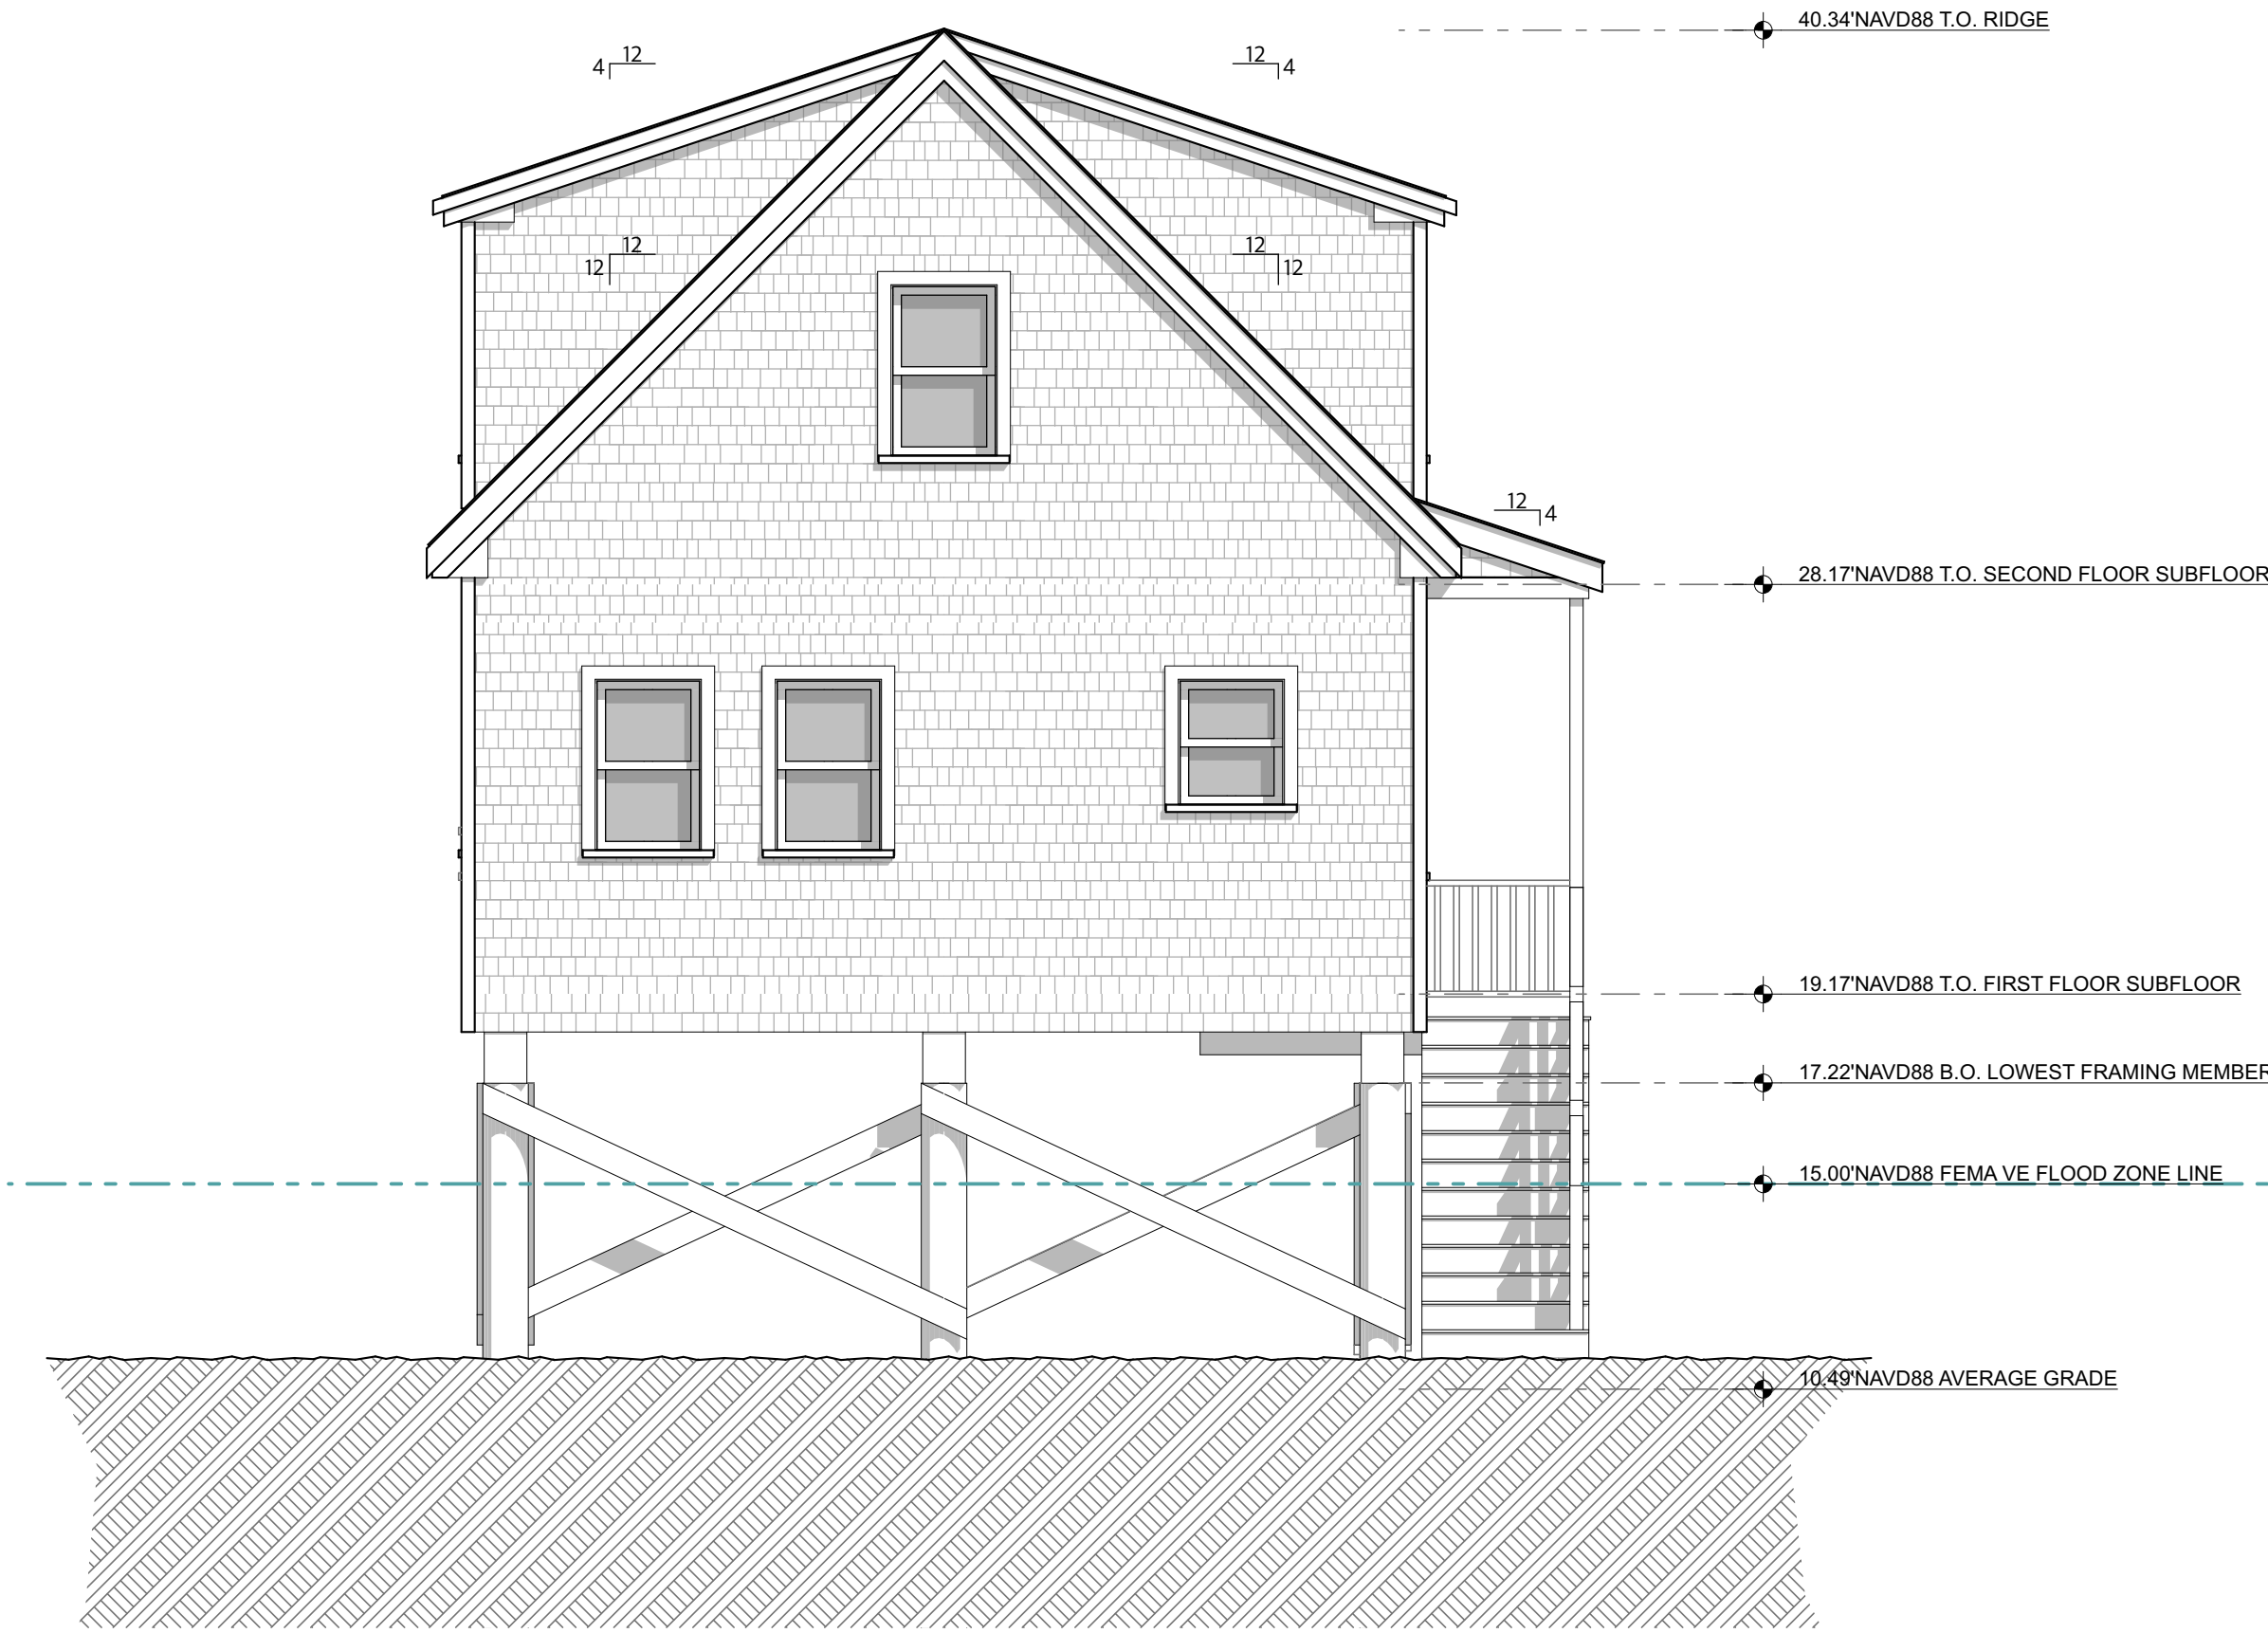 40.34'NAVD88 T.O. RIDGE
12
4
12
4
12
12
12
12
12
4
28.17'NAVD88 T.O. SECOND FLOOR SUBFLOOR
19.17'NAVD88 T.O. FIRST FLOOR SUBFLOOR
17.22'NAVD88 B.O. LOWEST FRAMING MEMBER
15.00'NAVD88 FEMA VE FLOOD ZONE LINE
10.49'NAVD88 AVERAGE GRADE